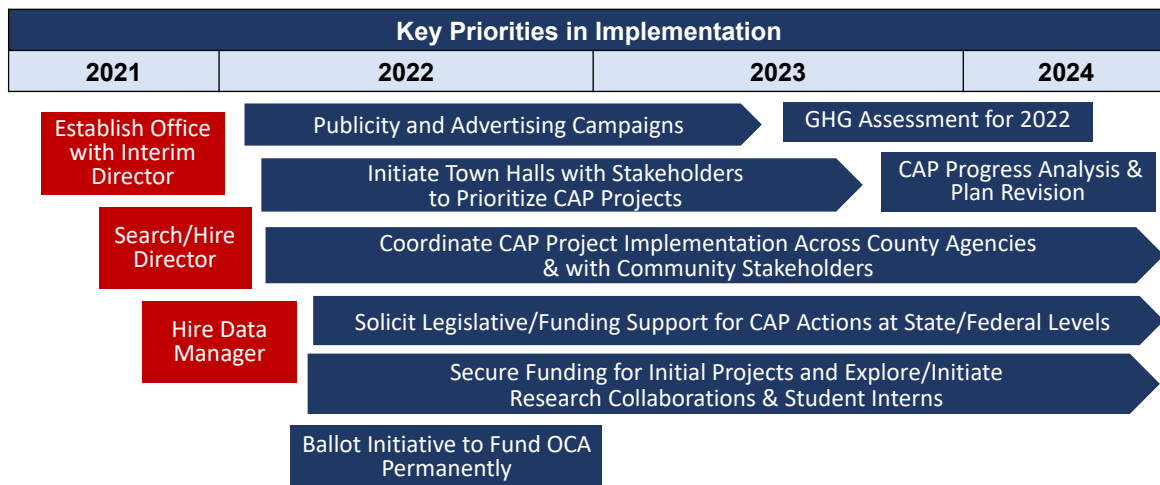 Key Priorities in Implementation
2021
2022
2023
2024
Establish Office
with Interim
Director
Publicity and Advertising Campaigns
GHG Assessment for 2022
Initiate Town Halls with Stakeholders
to Prioritize CAP Projects
CAP Progress Analysis &
Plan Revision
Search/Hire
Director
Coordinate CAP Project Implementation Across County Agencies
& with Community Stakeholders
Hire Data
Manager
Solicit Legislative/Funding Support for CAP Actions at State/Federal Levels
Secure Funding for Initial Projects and Explore/Initiate
Research Collaborations & Student Interns
Ballot Initiative to Fund OCA
Permanently